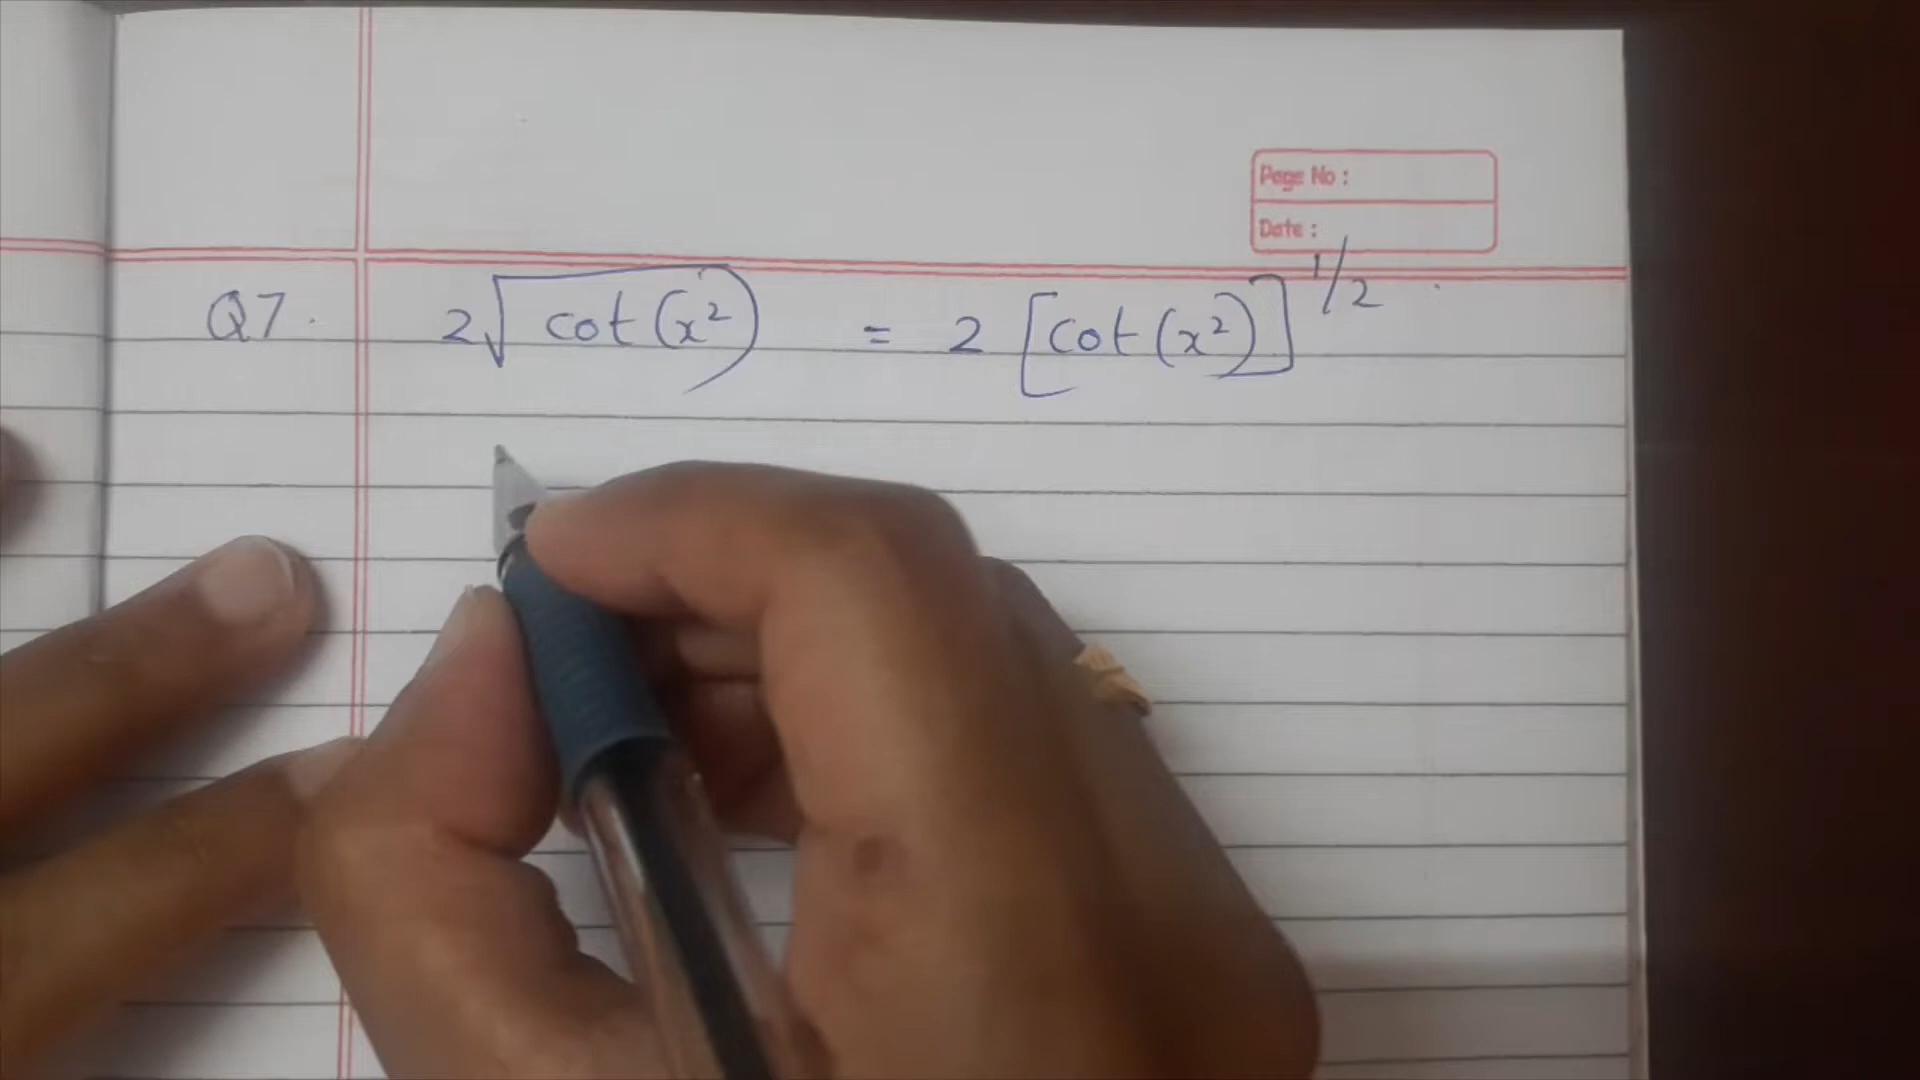 Page No :
Date :
Q7. 2√cot(x²) = 2[cot(x²)]^1/2